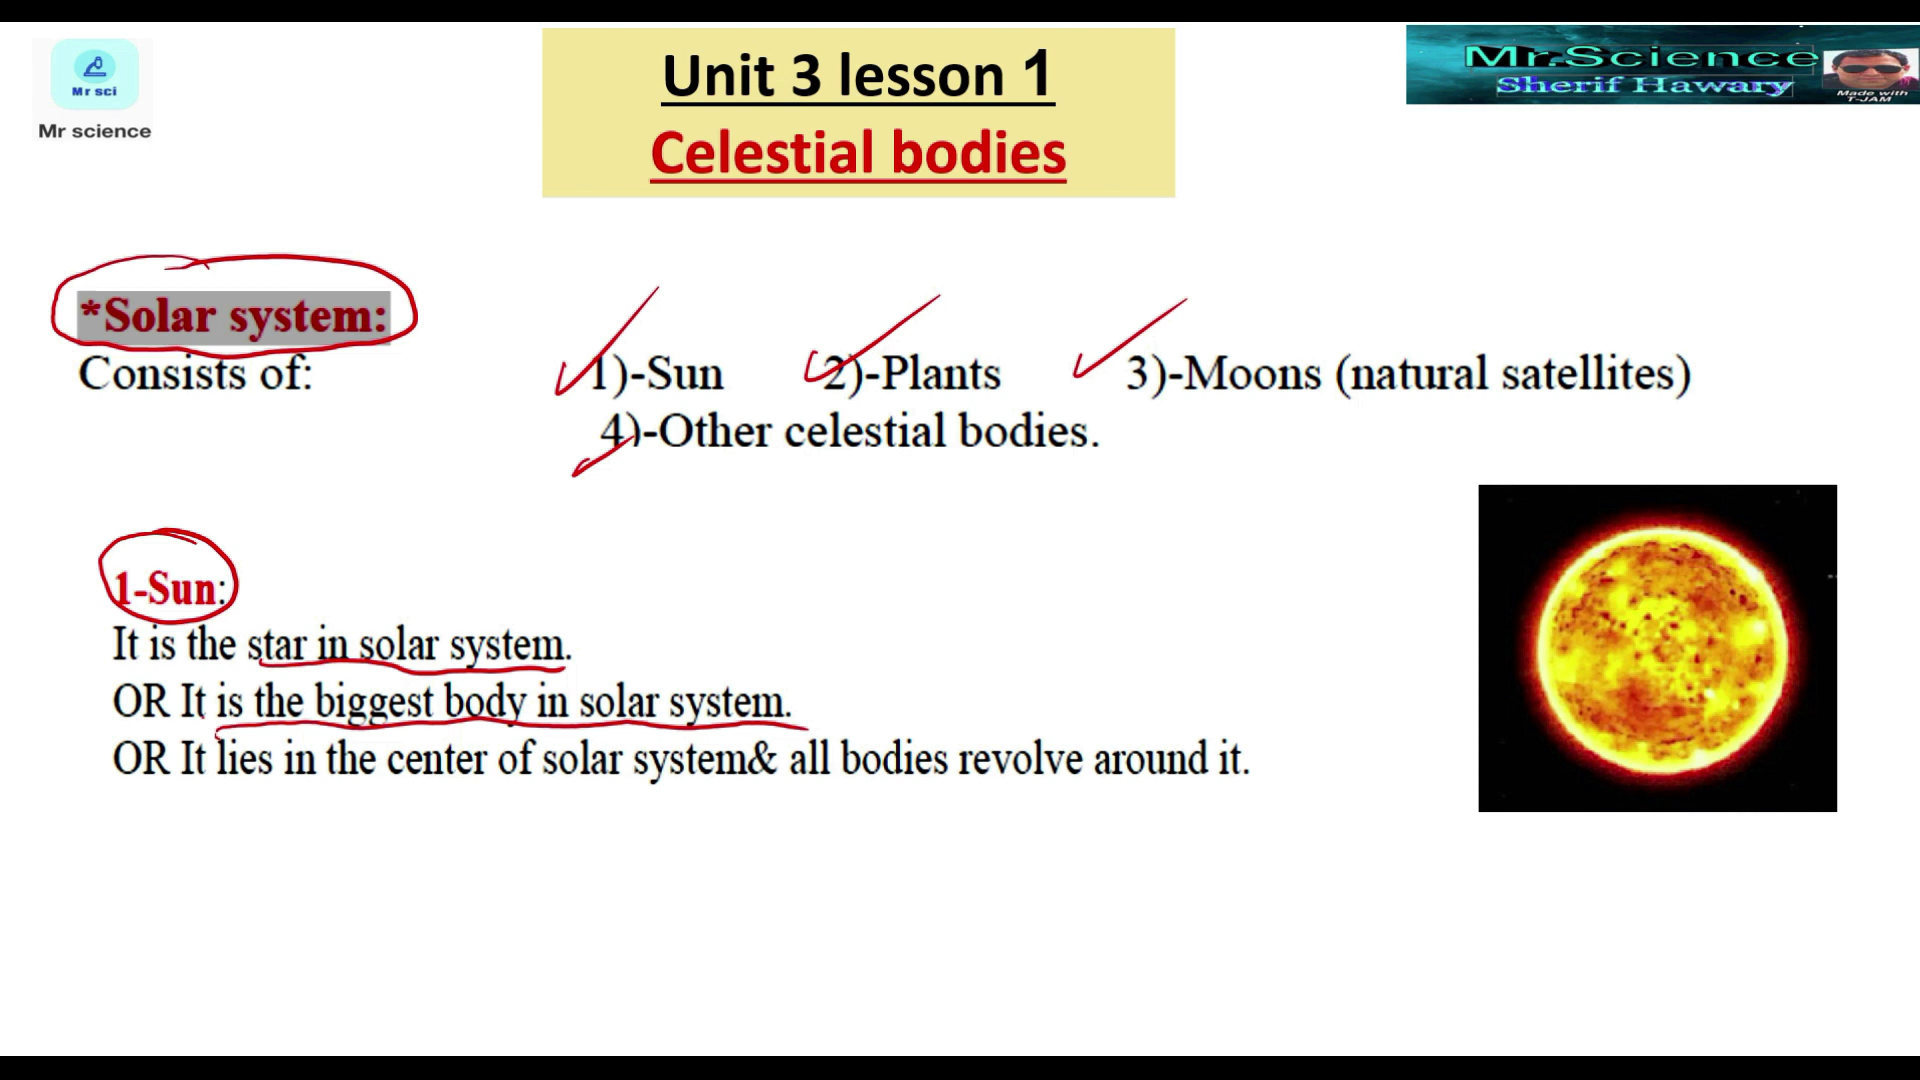 Mr sci
Mr science
Unit 3 lesson 1
Celestial bodies
Mr.Science
Sherif Hawary
Made with
T-JAM
*Solar system:
Consists of: 1)-Sun 2)-Plants 3)-Moons (natural satellites)
4)-Other celestial bodies.
1-Sun:
It is the star in solar system.
OR It is the biggest body in solar system.
OR It lies in the center of solar system& all bodies revolve around it.